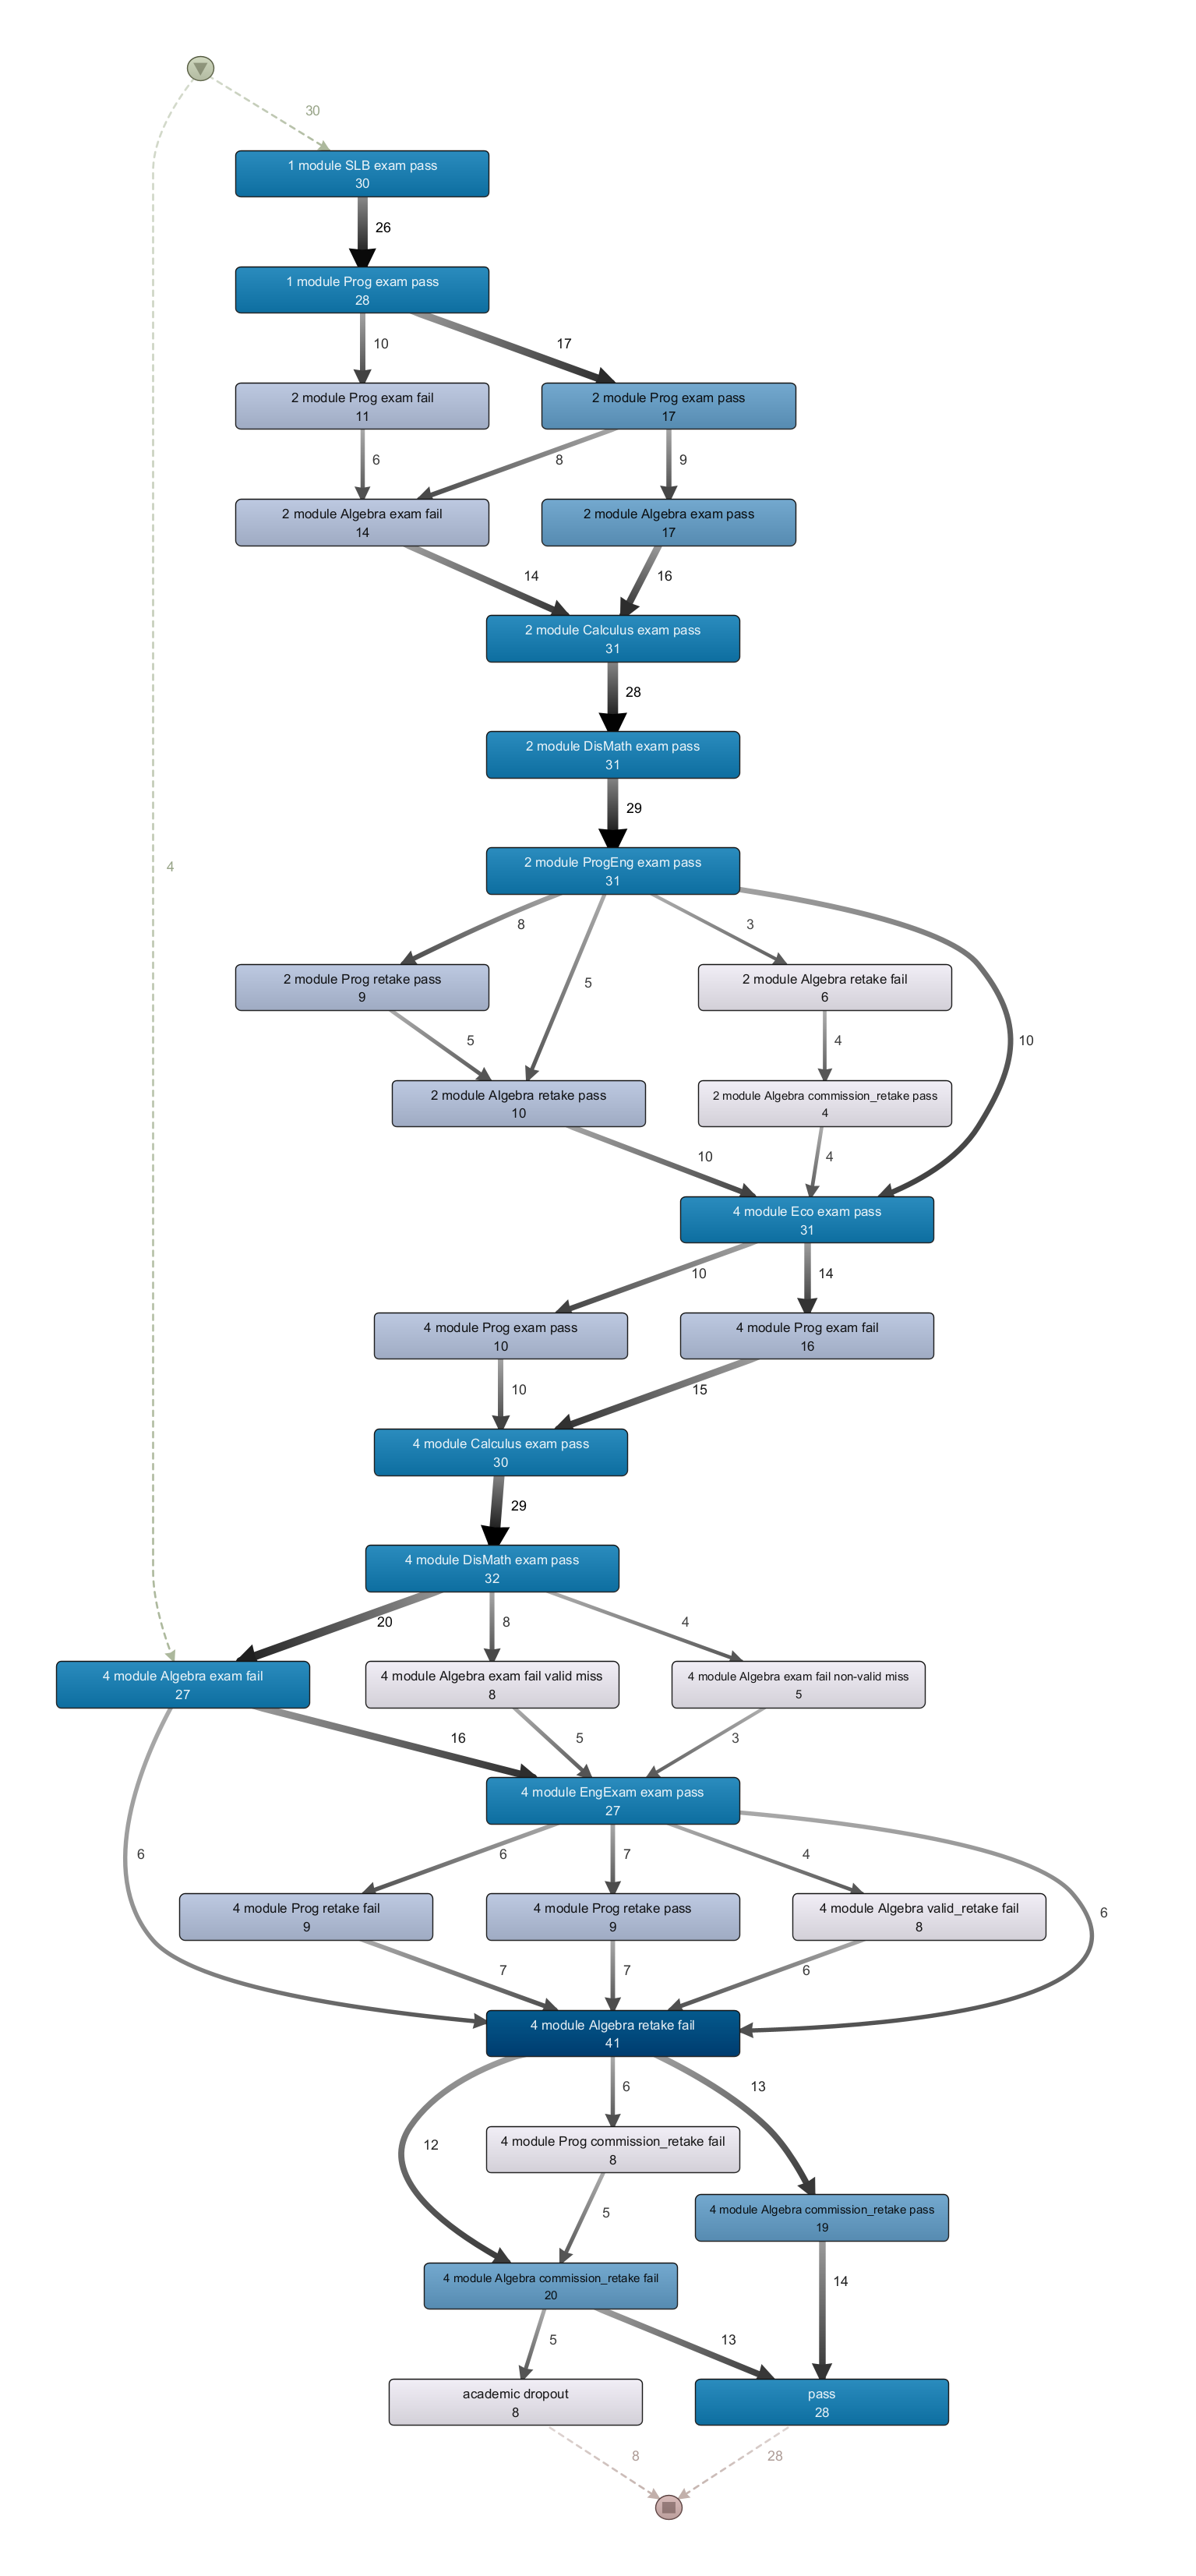 30
1 module SLB exam pass
30
26
1 module Prog exam pass
28
10
17
2 module Prog exam fail
11
2 module Prog exam pass
17
6
8
9
2 module Algebra exam fail
14
2 module Algebra exam pass
17
14
16
2 module Calculus exam pass
31
28
2 module DisMath exam pass
31
29
4
2 module ProgEng exam pass
31
8
3
5
10
2 module Prog retake pass
9
2 module Algebra retake fail
6
5
4
2 module Algebra retake pass
10
2 module Algebra commission_retake pass
4
10
4
4 module Eco exam pass
31
10
14
4 module Prog exam pass
10
4 module Prog exam fail
16
10
15
4 module Calculus exam pass
30
29
4 module DisMath exam pass
32
20
8
4
4 module Algebra exam fail
27
4 module Algebra exam fail valid miss
8
4 module Algebra exam fail non-valid miss
5
16
5
3
4 module EngExam exam pass
27
6
6
7
4
6
4 module Prog retake fail
9
4 module Prog retake pass
9
4 module Algebra valid_retake fail
8
7
7
6
4 module Algebra retake fail
41
12
6
13
4 module Prog commission_retake fail
8
4 module Algebra commission_retake pass
19
5
4 module Algebra commission_retake fail
20
14
5
13
academic dropout
8
pass
28
8
28